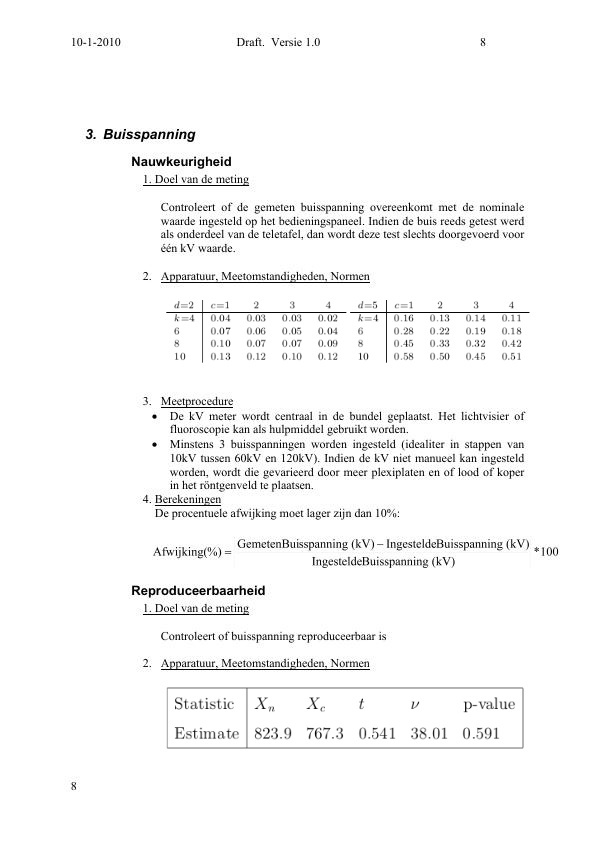 10-1-2010 Draft. Versie 1.0 8
3. Buisspanning
Nauwkeurigheid
1. Doel van de meting
Controleert of de gemeten buisspanning overeenkomt met de nominale
waarde ingesteld op het bedieningspaneel. Indien de buis reeds getest werd
als onderdeel van de teletafel, dan wordt deze test slechts doorgevoerd voor
één kV waarde.
2. Apparatuur, Meetomstandigheden, Normen
d=2 c=1 2 3 4 d=5 c=1 2 3 4
k=4 0.04 0.03 0.03 0.02 k=4 0.16 0.13 0.14 0.11
6 0.07 0.06 0.05 0.04 6 0.28 0.22 0.19 0.18
8 0.10 0.07 0.07 0.09 8 0.45 0.33 0.32 0.42
10 0.13 0.12 0.10 0.12 10 0.58 0.50 0.45 0.51
3. Meetprocedure
• De kV meter wordt centraal in de bundel geplaatst. Het lichtvisier of
fluoroscopie kan als hulpmiddel gebruikt worden.
• Minstens 3 buisspanningen worden ingesteld (idealiter in stappen van
10kV tussen 60kV en 120kV). Indien de kV niet manueel kan ingesteld
worden, wordt die gevarieerd door meer plexiplaten en of lood of koper
in het röntgenveld te plaatsen.
4. Berekeningen
De procentuele afwijking moet lager zijn dan 10%:
GemetenBuisspanning (kV) − IngesteldeBuisspanning (kV)
Afwijking(%) = *100
IngesteldeBuisspanning (kV)
Reproduceerbaarheid
1. Doel van de meting
Controleert of buisspanning reproduceerbaar is
2. Apparatuur, Meetomstandigheden, Normen
Statistic Xn Xc t ν p-value
Estimate 823.9 767.3 0.541 38.01 0.591
8